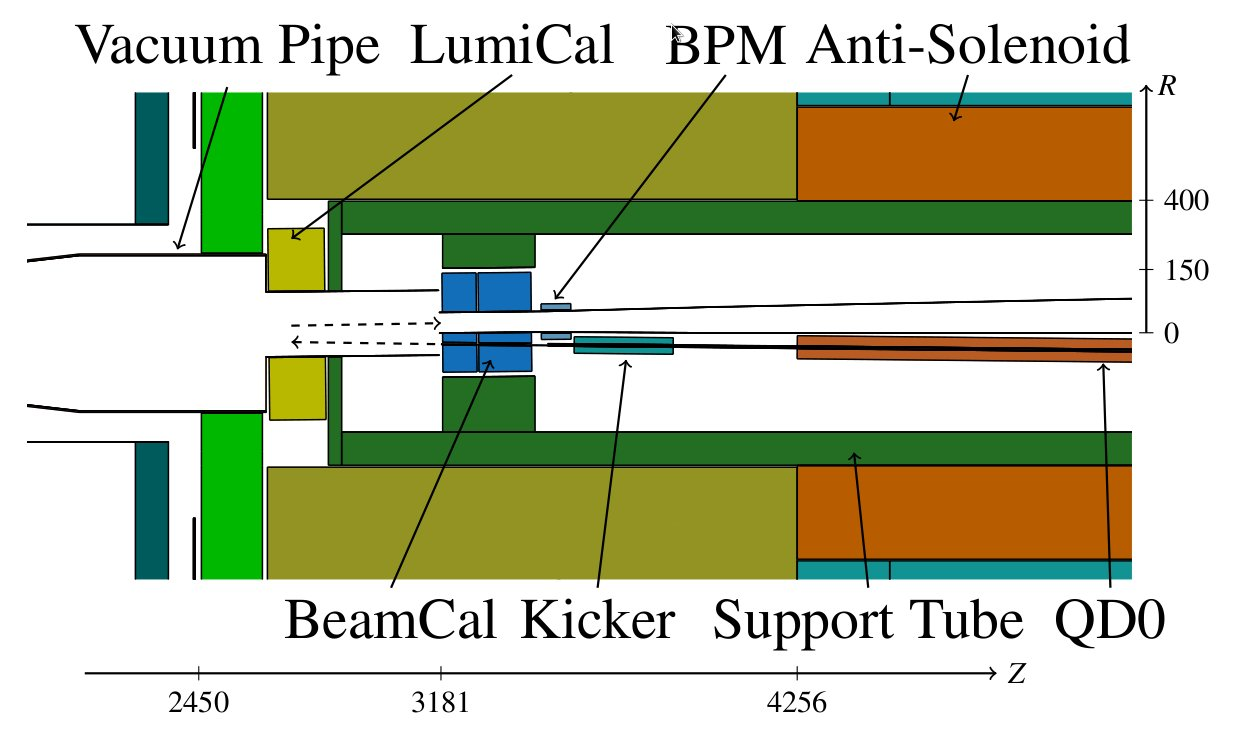 Vacuum Pipe LumiCal BPM Anti-Solenoid
R
400
150
0
BeamCal Kicker Support Tube QD0
Z
2450 3181 4256